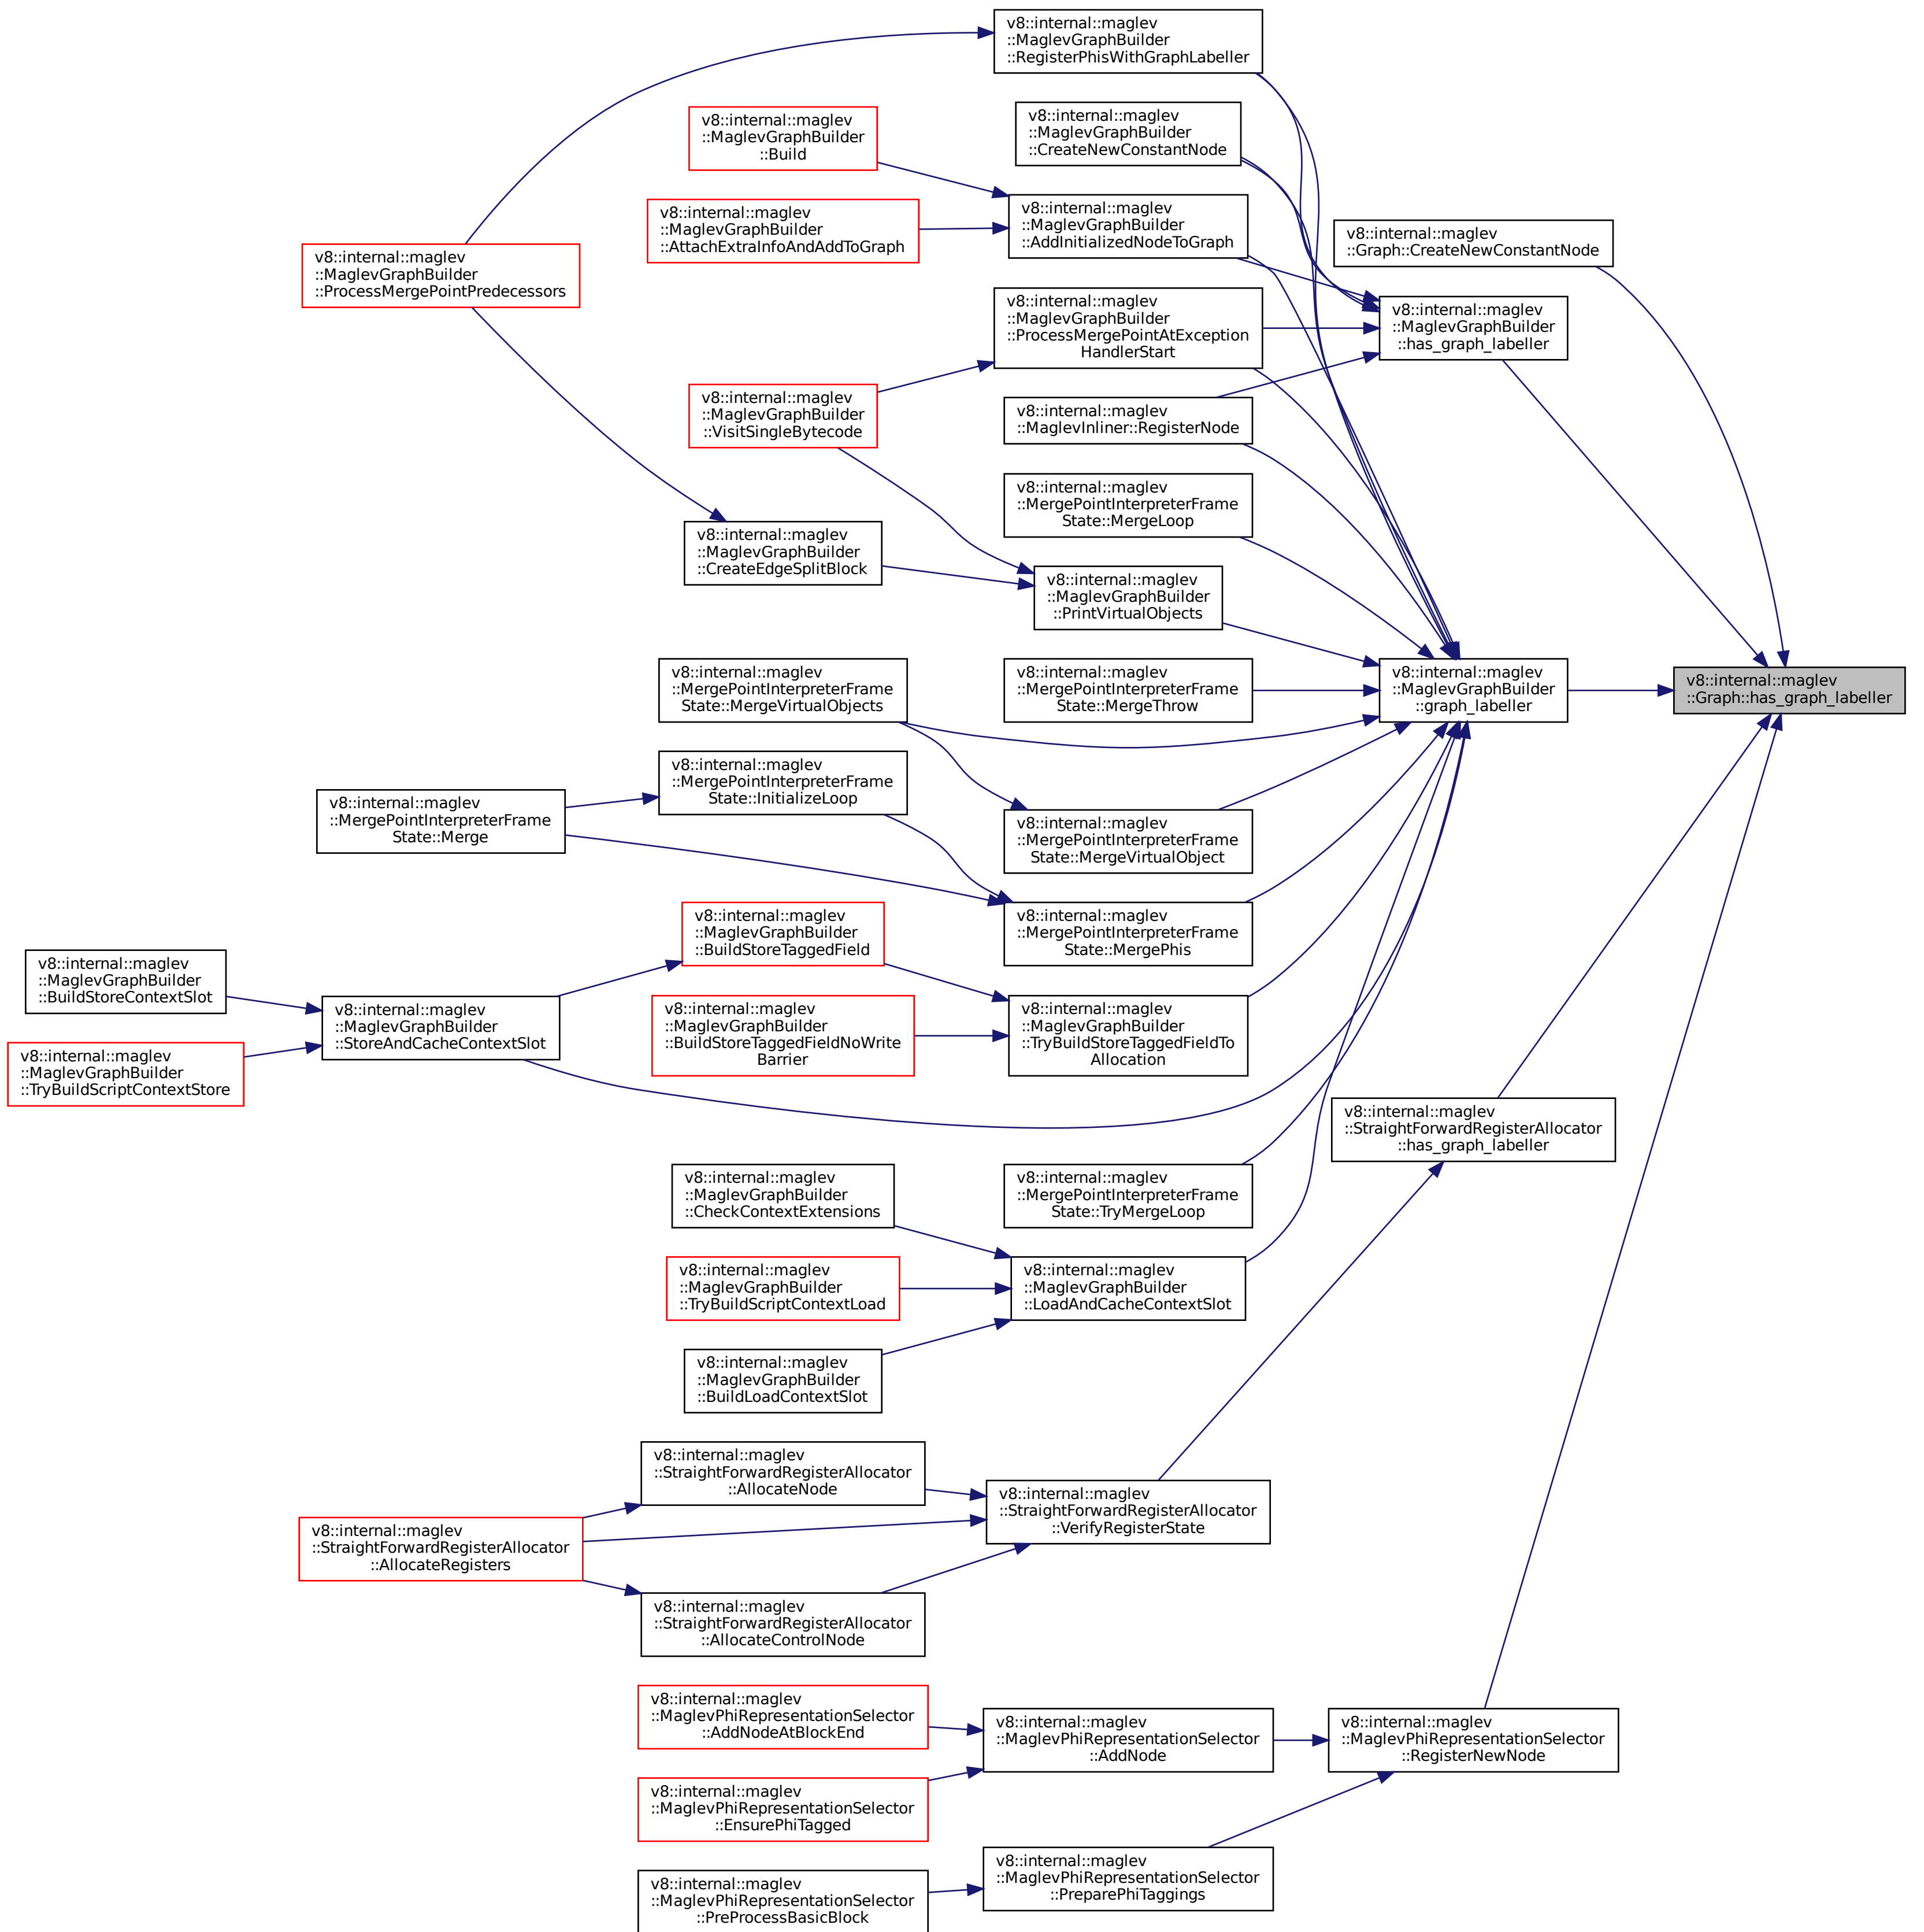 v8::internal::maglev
::MaglevGraphBuilder
::RegisterPhisWithGraphLabeller
v8::internal::maglev
::MaglevGraphBuilder
::CreateNewConstantNode
v8::internal::maglev
::MaglevGraphBuilder
::Build
v8::internal::maglev
::MaglevGraphBuilder
::AddInitializedNodeToGraph
v8::internal::maglev
::MaglevGraphBuilder
::AttachExtraInfoAndAddToGraph
v8::internal::maglev
::Graph::CreateNewConstantNode
v8::internal::maglev
::MaglevGraphBuilder
::ProcessMergePointPredecessors
v8::internal::maglev
::MaglevGraphBuilder
::ProcessMergePointAtException
HandlerStart
v8::internal::maglev
::MaglevGraphBuilder
::has_graph_labeller
v8::internal::maglev
::MaglevGraphBuilder
::VisitSingleBytecode
v8::internal::maglev
::MaglevInliner::RegisterNode
v8::internal::maglev
::MergePointInterpreterFrame
State::MergeLoop
v8::internal::maglev
::MaglevGraphBuilder
::CreateEdgeSplitBlock
v8::internal::maglev
::MaglevGraphBuilder
::PrintVirtualObjects
v8::internal::maglev
::MergePointInterpreterFrame
State::MergeVirtualObjects
v8::internal::maglev
::MergePointInterpreterFrame
State::MergeThrow
v8::internal::maglev
::MaglevGraphBuilder
::graph_labeller
v8::internal::maglev
::Graph::has_graph_labeller
v8::internal::maglev
::MergePointInterpreterFrame
State::InitializeLoop
v8::internal::maglev
::MergePointInterpreterFrame
State::Merge
v8::internal::maglev
::MergePointInterpreterFrame
State::MergeVirtualObject
v8::internal::maglev
::MaglevGraphBuilder
::BuildStoreTaggedField
v8::internal::maglev
::MergePointInterpreterFrame
State::MergePhis
v8::internal::maglev
::MaglevGraphBuilder
::BuildStoreContextSlot
v8::internal::maglev
::MaglevGraphBuilder
::StoreAndCacheContextSlot
v8::internal::maglev
::MaglevGraphBuilder
::BuildStoreTaggedFieldNoWrite
Barrier
v8::internal::maglev
::MaglevGraphBuilder
::TryBuildStoreTaggedFieldTo
Allocation
v8::internal::maglev
::MaglevGraphBuilder
::TryBuildScriptContextStore
v8::internal::maglev
::StraightForwardRegisterAllocator
::has_graph_labeller
v8::internal::maglev
::MaglevGraphBuilder
::CheckContextExtensions
v8::internal::maglev
::MergePointInterpreterFrame
State::TryMergeLoop
v8::internal::maglev
::MaglevGraphBuilder
::TryBuildScriptContextLoad
v8::internal::maglev
::MaglevGraphBuilder
::LoadAndCacheContextSlot
v8::internal::maglev
::MaglevGraphBuilder
::BuildLoadContextSlot
v8::internal::maglev
::StraightForwardRegisterAllocator
::AllocateNode
v8::internal::maglev
::StraightForwardRegisterAllocator
::VerifyRegisterState
v8::internal::maglev
::StraightForwardRegisterAllocator
::AllocateRegisters
v8::internal::maglev
::StraightForwardRegisterAllocator
::AllocateControlNode
v8::internal::maglev
::MaglevPhiRepresentationSelector
::AddNodeAtBlockEnd
v8::internal::maglev
::MaglevPhiRepresentationSelector
::AddNode
v8::internal::maglev
::MaglevPhiRepresentationSelector
::RegisterNewNode
v8::internal::maglev
::MaglevPhiRepresentationSelector
::EnsurePhiTagged
v8::internal::maglev
::MaglevPhiRepresentationSelector
::PreparePhiTaggings
v8::internal::maglev
::MaglevPhiRepresentationSelector
::PreProcessBasicBlock